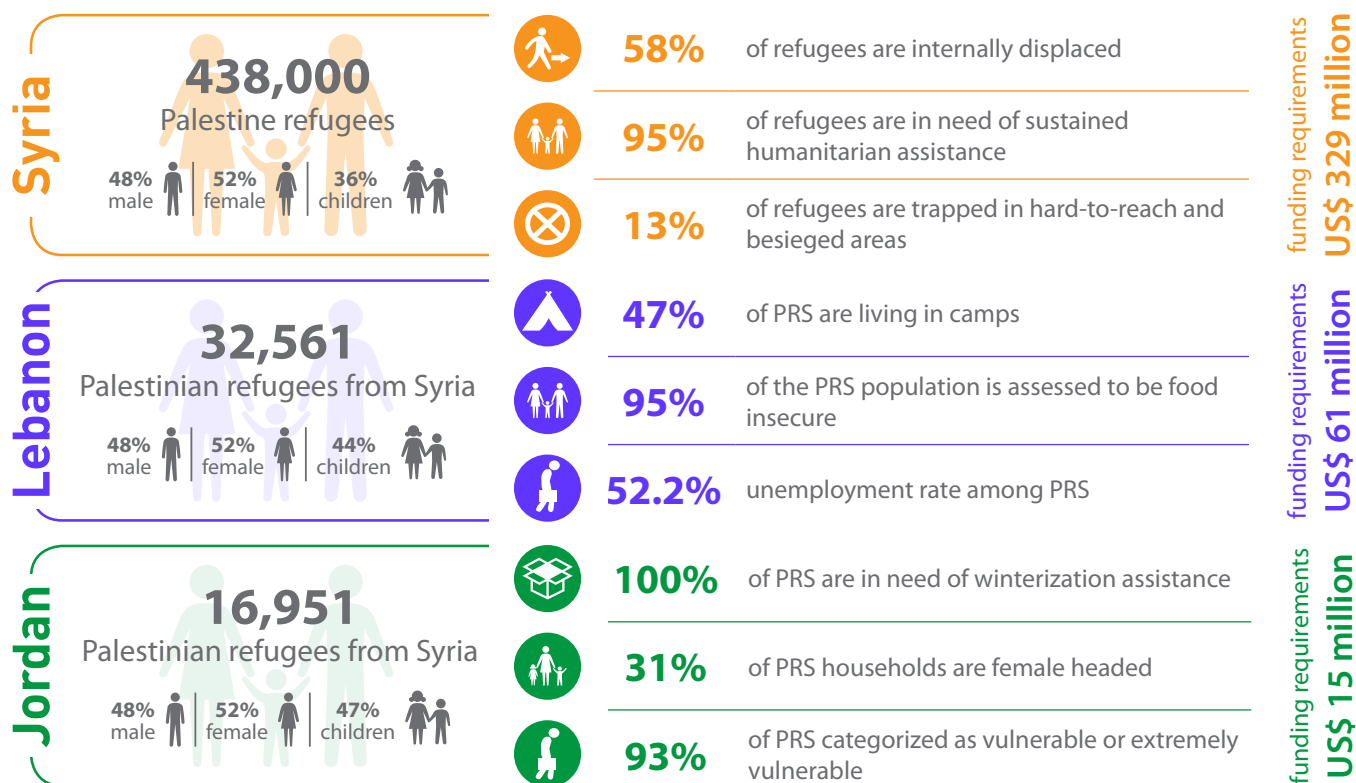 Syria
438,000
Palestine refugees
48%
male
52%
female
36%
children
58%
of refugees are internally displaced
95%
of refugees are in need of sustained
humanitarian assistance
13%
of refugees are trapped in hard-to-reach and
besieged areas
funding requirements
US$ 329 million
Lebanon
32,561
Palestinian refugees from Syria
48%
male
52%
female
44%
children
47%
of PRS are living in camps
95%
of the PRS population is assessed to be food
insecure
52.2%
unemployment rate among PRS
funding requirements
US$ 61 million
Jordan
16,951
Palestinian refugees from Syria
48%
male
52%
female
47%
children
100%
of PRS are in need of winterization assistance
31%
of PRS households are female headed
93%
of PRS categorized as vulnerable or extremely
vulnerable
funding requirements
US$ 15 million